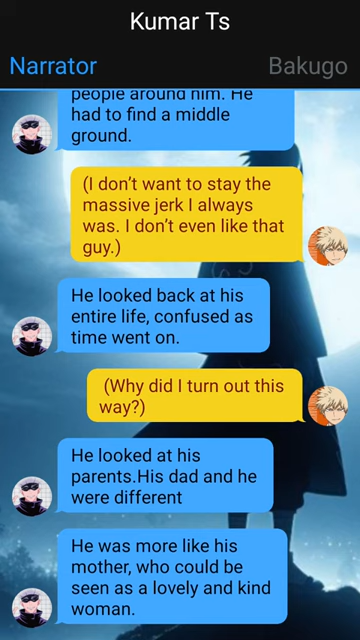 Kumar Ts
Narrator
Bakugo
people around him. He
had to find a middle
ground.
(I don’t want to stay the
massive jerk I always
was. I don’t even like that
guy.)
He looked back at his
entire life, confused as
time went on.
(Why did I turn out this
way?)
He looked at his
parents.His dad and he
were different
He was more like his
mother, who could be
seen as a lovely and kind
woman.